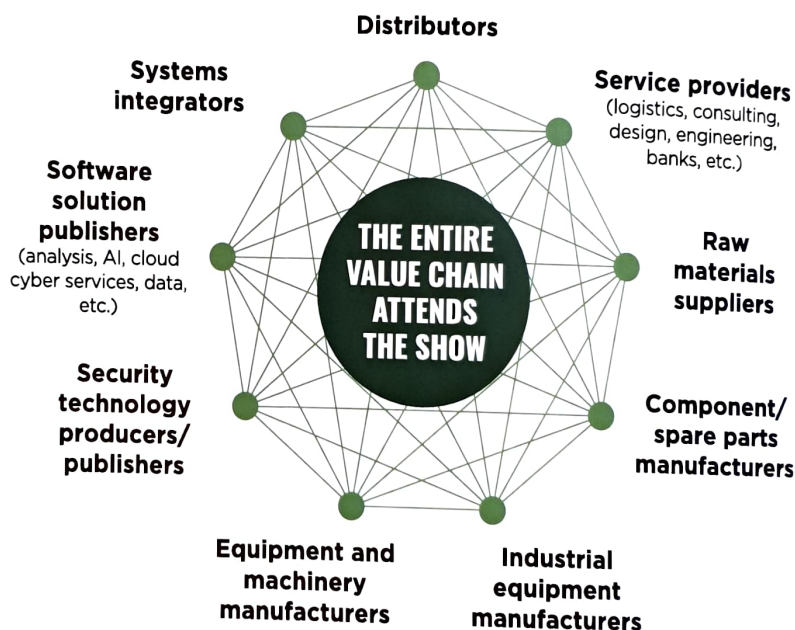 Distributors
Systems
integrators
Service providers
(logistics, consulting,
design, engineering,
banks, etc.)
Software
solution
publishers
(analysis, AI, cloud
cyber services, data,
etc.)
THE ENTIRE
VALUE CHAIN
ATTENDS
THE SHOW
Raw
materials
suppliers
Security
technology
producers/
publishers
Component/
spare parts
manufacturers
Equipment and
machinery
manufacturers
Industrial
equipment
manufacturers